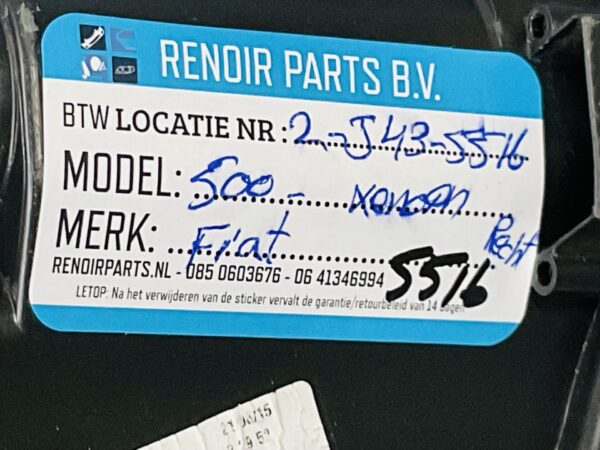 RENOIR PARTS B.V.
BTW LOCATIE NR: 2-J43-5516
MODEL: 500 - xenon
Recht
MERK: Fiat
5516
RENOIRPARTS.NL - 085 0603676 - 06 41346994
LETOP: Na het verwijderen van de sticker vervalt de garantie/retourbeleid van 14 dagen